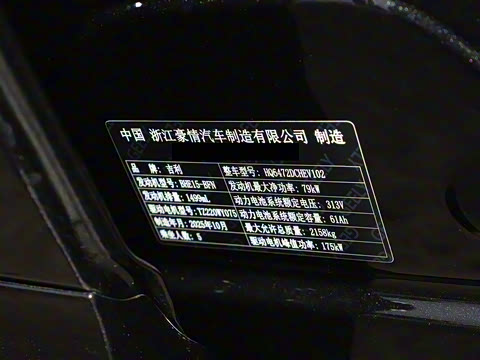 中国 浙江豪情汽车制造有限公司 制造
品 牌: 吉利 整车型号: HQ6472DCHEV102
发动机型号: BHE15-BFN 发动机最大净功率: 79kW
发动机排量: 1499mL 动力电池系统额定电压: 313V
驱动电机型号: TZ220XY0T5 动力电池系统额定容量: 61Ah
制造年月: 2025年10月 最大允许总质量: 2158kg
乘坐人数: 5 驱动电机峰值功率: 175kW